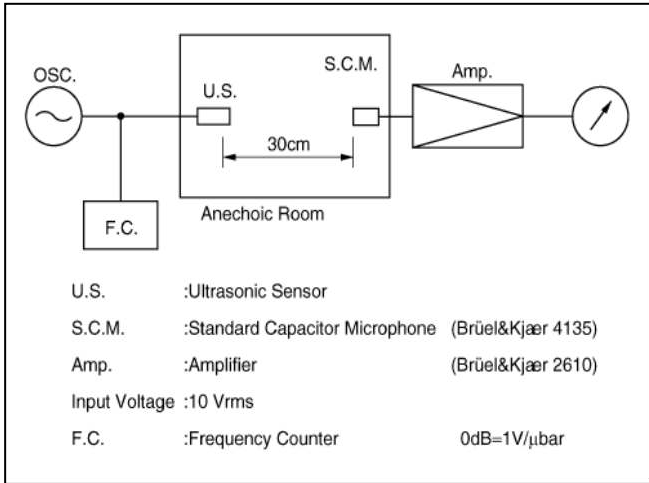 OSC.
S.C.M.
Amp.
U.S.
30cm
F.C.
Anechoic Room
U.S. :Ultrasonic Sensor
S.C.M. :Standard Capacitor Microphone (Brüel&Kjær 4135)
Amp. :Amplifier (Brüel&Kjær 2610)
Input Voltage :10 Vrms
F.C. :Frequency Counter 0dB=1V/μbar